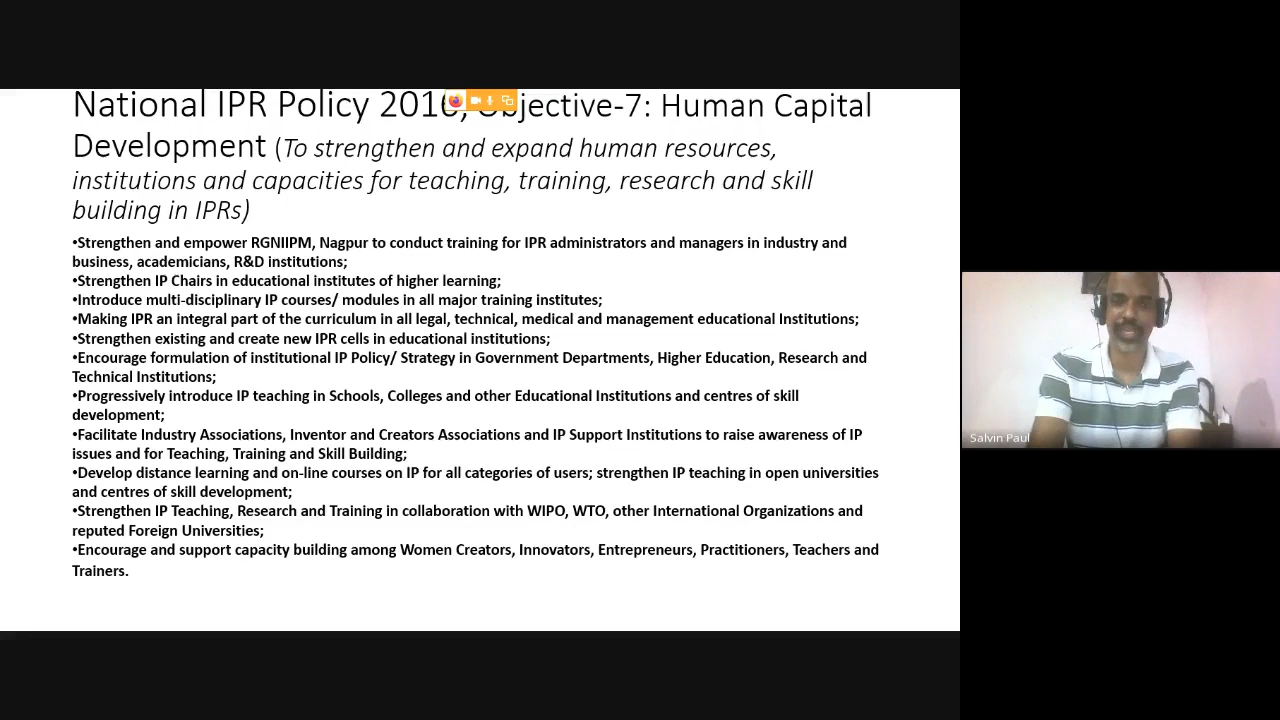 National IPR Policy 2016, Objective-7: Human Capital
Development (To strengthen and expand human resources,
institutions and capacities for teaching, training, research and skill
building in IPRs)
•Strengthen and empower RGNIIPM, Nagpur to conduct training for IPR administrators and managers in industry and
business, academicians, R&D institutions;
•Strengthen IP Chairs in educational institutes of higher learning;
•Introduce multi-disciplinary IP courses/ modules in all major training institutes;
•Making IPR an integral part of the curriculum in all legal, technical, medical and management educational Institutions;
•Strengthen existing and create new IPR cells in educational institutions;
•Encourage formulation of institutional IP Policy/ Strategy in Government Departments, Higher Education, Research and
Technical Institutions;
•Progressively introduce IP teaching in Schools, Colleges and other Educational Institutions and centres of skill
development;
•Facilitate Industry Associations, Inventor and Creators Associations and IP Support Institutions to raise awareness of IP
issues and for Teaching, Training and Skill Building;
•Develop distance learning and on-line courses on IP for all categories of users; strengthen IP teaching in open universities
and centres of skill development;
•Strengthen IP Teaching, Research and Training in collaboration with WIPO, WTO, other International Organizations and
reputed Foreign Universities;
•Encourage and support capacity building among Women Creators, Innovators, Entrepreneurs, Practitioners, Teachers and
Trainers.
Salvin Paul